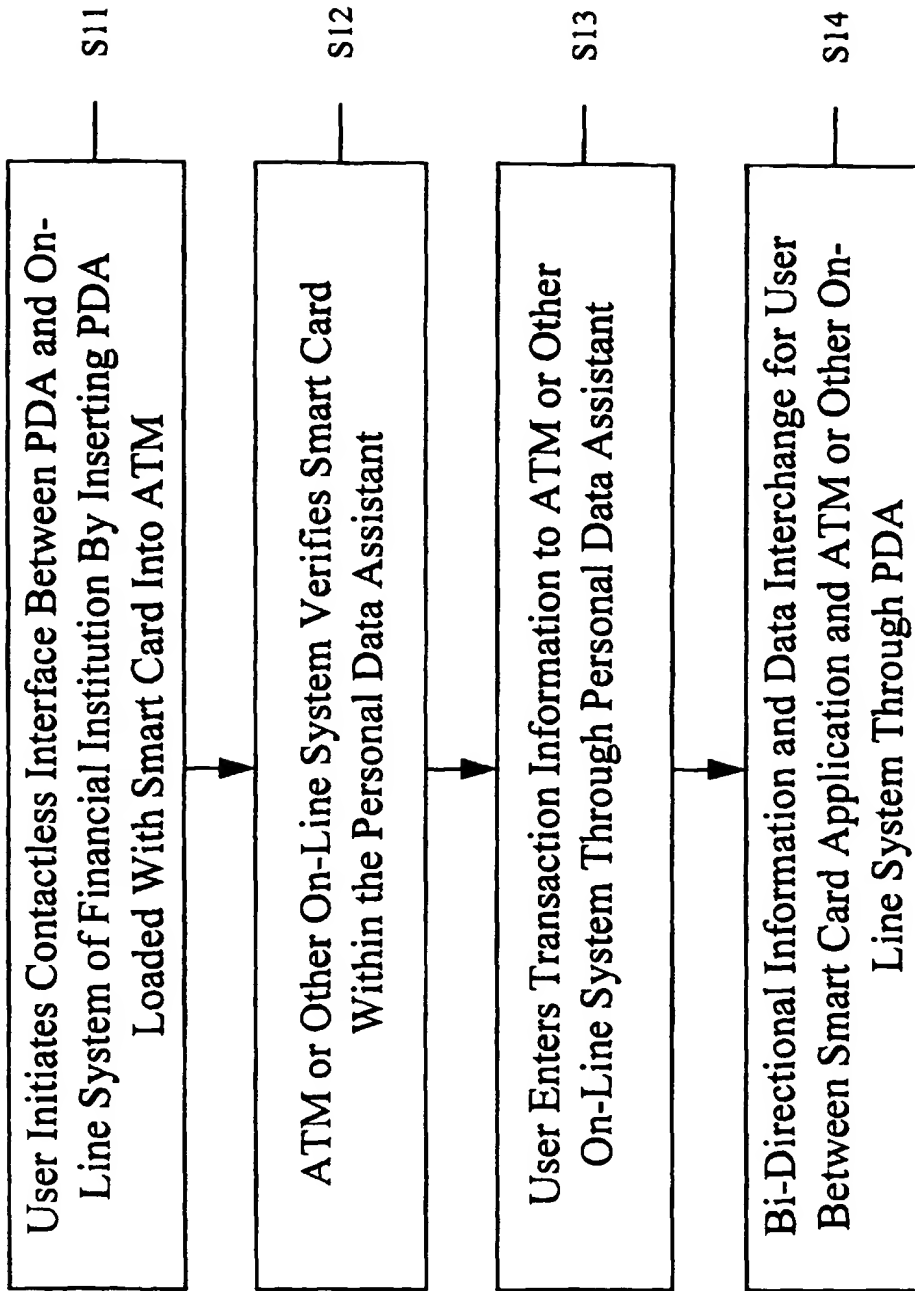 User Initiates Contactless Interface Between PDA and On-
Line System of Financial Institution By Inserting PDA
Loaded With Smart Card Into ATM
S11
ATM or Other On-Line System Verifies Smart Card
Within the Personal Data Assistant
S12
User Enters Transaction Information to ATM or Other
On-Line System Through Personal Data Assistant
S13
Bi-Directional Information and Data Interchange for User
Between Smart Card Application and ATM or Other On-
Line System Through PDA
S14